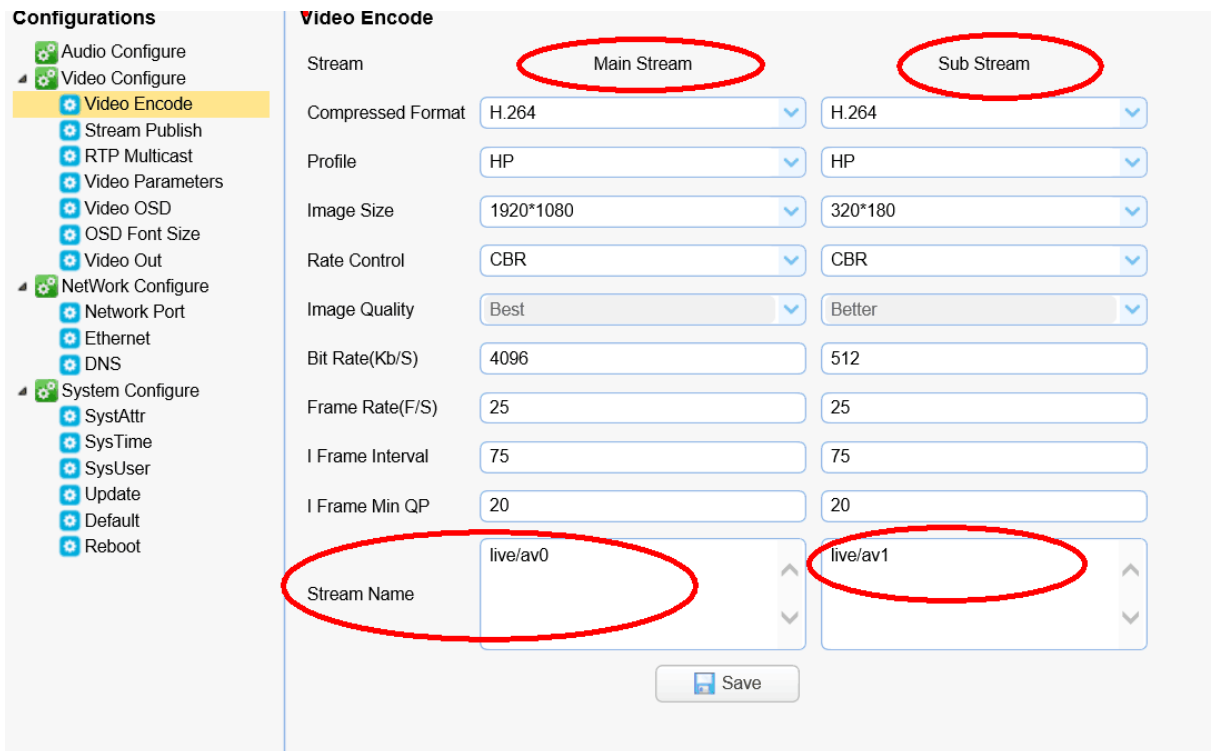 Configurations
Audio Configure
Video Configure
Video Encode
Stream Publish
RTP Multicast
Video Parameters
Video OSD
OSD Font Size
Video Out
NetWork Configure
Network Port
Ethernet
DNS
System Configure
SystAttr
SysTime
SysUser
Update
Default
Reboot
Video Encode
Stream Main Stream Sub Stream
Compressed Format H.264 H.264
Profile HP HP
Image Size 1920*1080 320*180
Rate Control CBR CBR
Image Quality Best Better
Bit Rate(Kb/S) 4096 512
Frame Rate(F/S) 25 25
I Frame Interval 75 75
I Frame Min QP 20 20
Stream Name live/av0 live/av1
Save